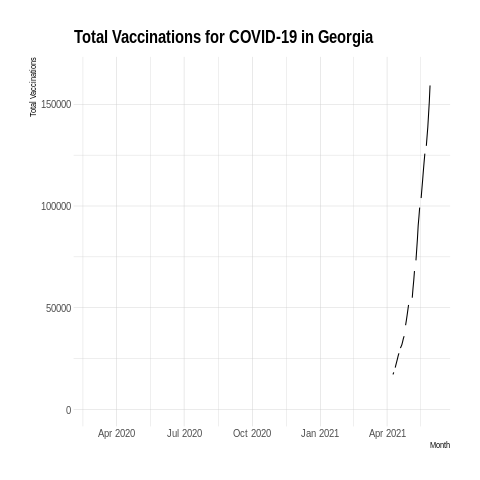 Total Vaccinations for COVID-19 in Georgia
Total Vaccinations
150000
100000
50000
0
Apr 2020 Jul 2020 Oct 2020 Jan 2021 Apr 2021
Month